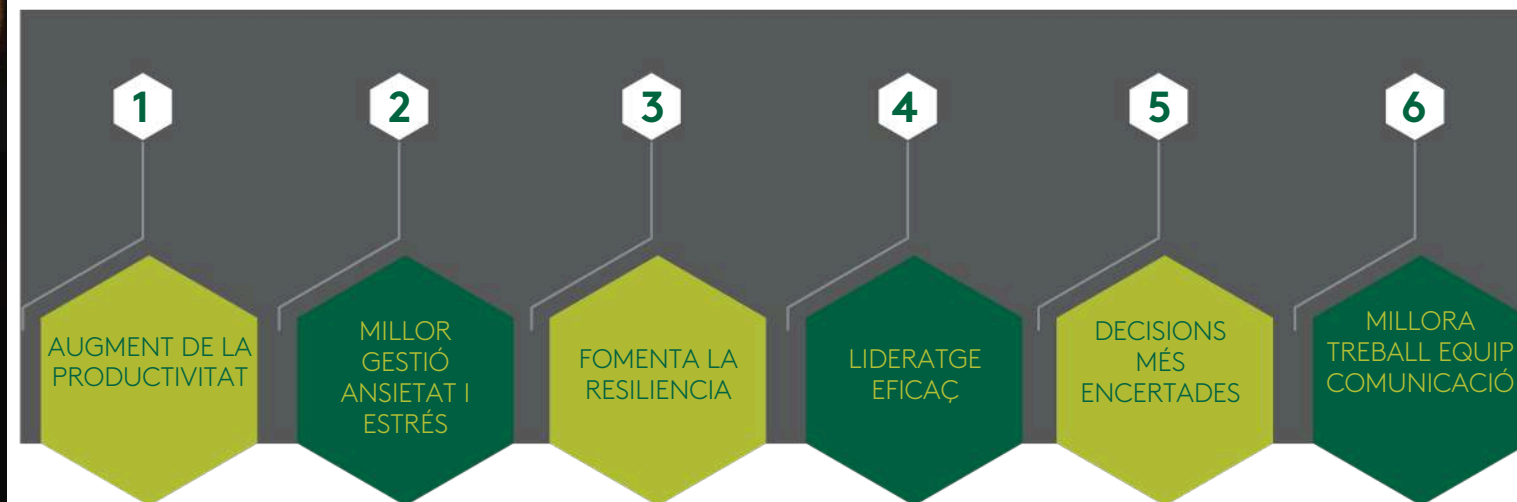 1
AUGMENT DE LA
PRODUCTIVITAT
2
MILLOR
GESTIÓ
ANSIETAT I
ESTRÉS
3
FOMENTA LA
RESILIENCIA
4
LIDERATGE
EFICAÇ
5
DECISIONS
MÉS
ENCERTADES
6
MILLORA
TREBALL EQUIP
COMUNICACIÓ